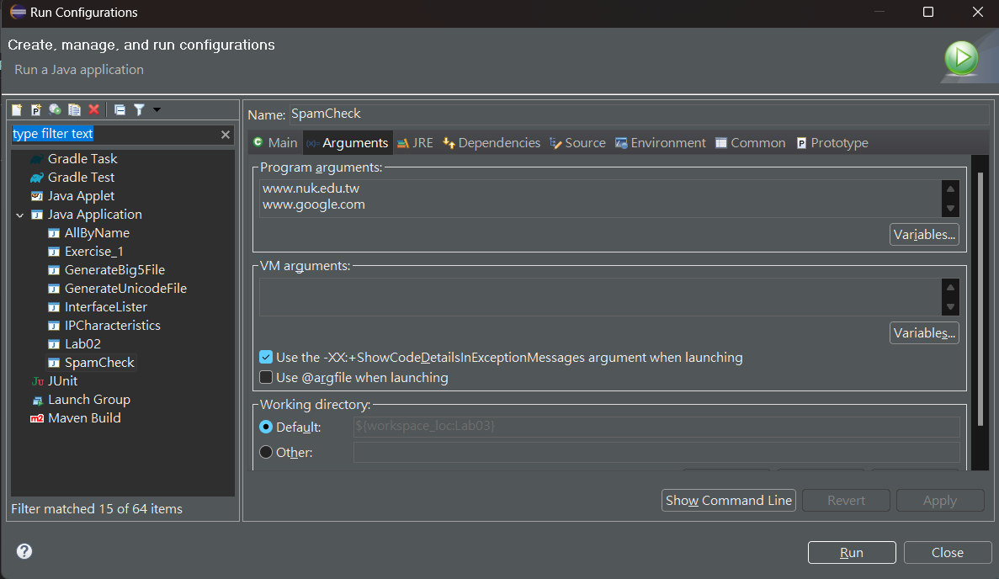 Run Configurations
Create, manage, and run configurations
Run a Java application
type filter text
Gradle Task
Gradle Test
Java Applet
Java Application
AllByName
Exercise_1
GenerateBig5File
GenerateUnicodeFile
InterfaceLister
IPCharacteristics
Lab02
SpamCheck
JUnit
Launch Group
Maven Build
Filter matched 15 of 64 items
Name: SpamCheck
Main Arguments JRE Dependencies Source Environment Common Prototype
Program arguments:
www.nuk.edu.tw
www.google.com
Variables...
VM arguments:
Variables...
Use the -XX:+ShowCodeDetailsInExceptionMessages argument when launching
Use @argfile when launching
Working directory:
Default: ${workspace_loc:Lab03}
Other:
Show Command Line Revert Apply
Run Close